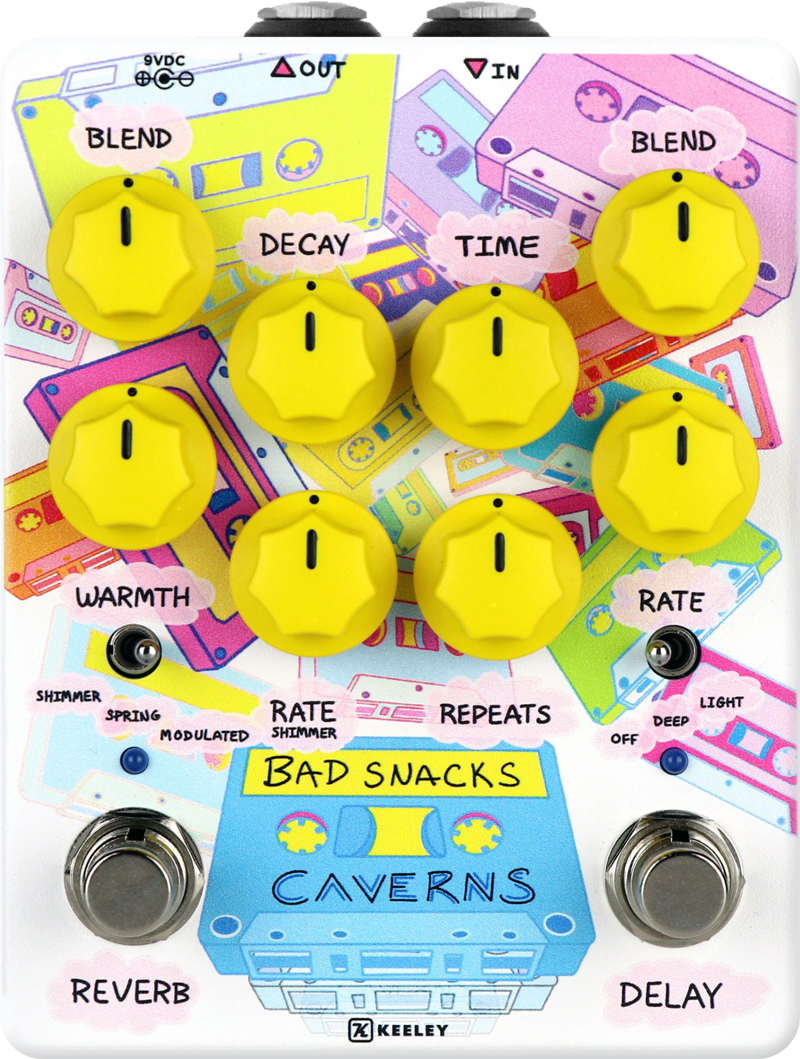 9VDC
OUT
IN
BLEND
BLEND
DECAY
TIME
WARMTH
RATE
SHIMMER
SPRING
MODULATED
RATE
SHIMMER
REPEATS
OFF
DEEP
LIGHT
BAD SNACKS
CAVERNS
REVERB
DELAY
KEELEY